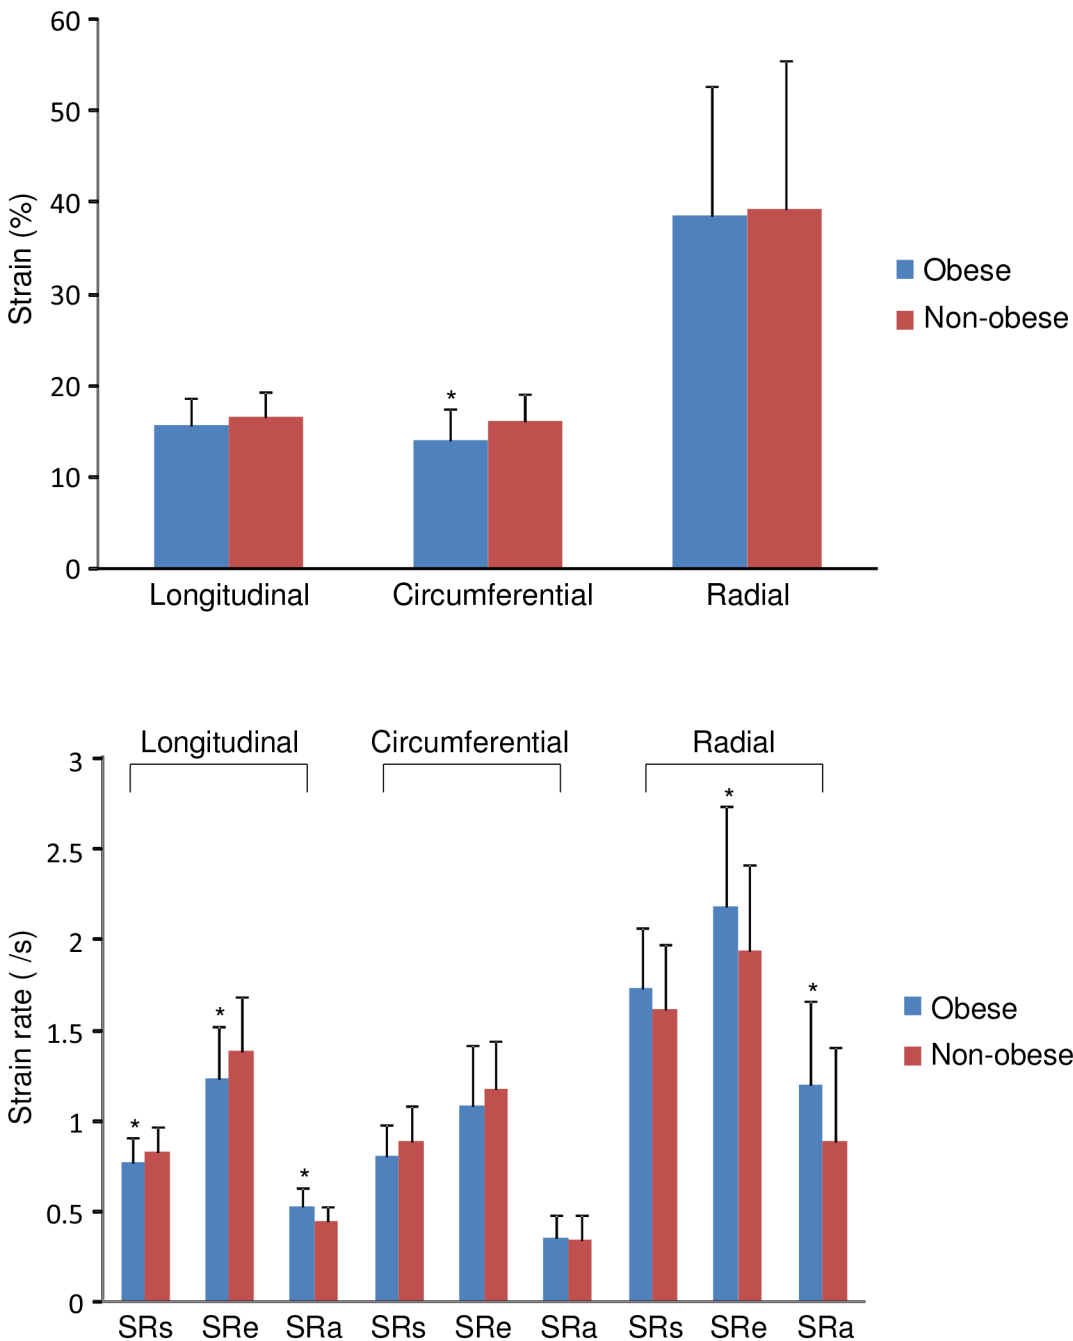 60
50
40
30
20
10
0
Strain (%)
*
Longitudinal
Circumferential
Radial
Obese
Non-obese
Longitudinal
Circumferential
Radial
3
2.5
2
1.5
1
0.5
0
Strain rate ( /s)
*
*
*
*
*
SRs SRe SRa SRs SRe SRa SRs SRe SRa
Obese
Non-obese